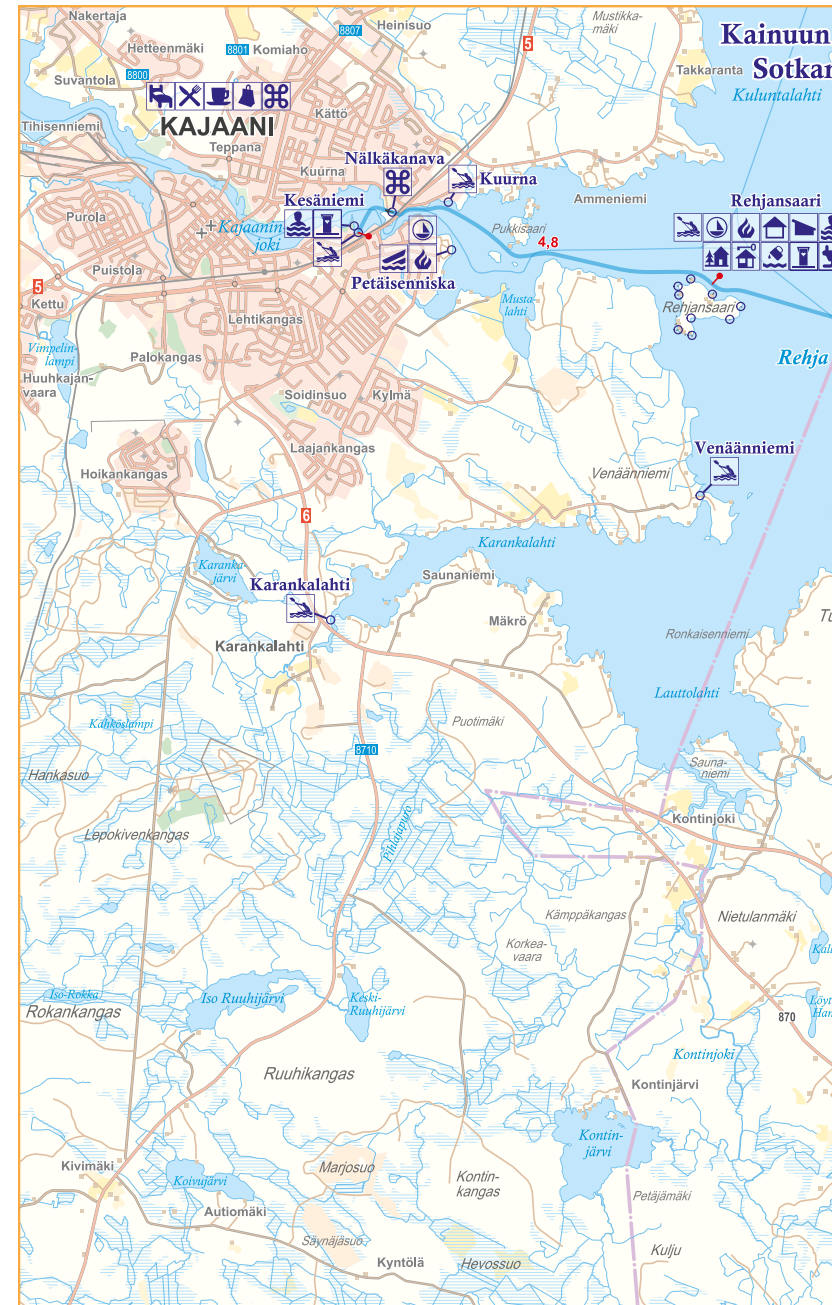 Nakertaja
Heinisuo
8807
Mustikka-
mäki
Kainuun
Hetteenmäki
8801
Komiaho
5
Sotkam
Takkaranta
Suvantola
8800
Kuluntalahti
Kättö
Tihisenniemi
KAJAANI
Teppana
Nälkäkanava
Kuurna
Kuurna
Kesäniemi
Ammeniemi
Rehjansaari
Purola
Kajaanin
joki
Pukkisaari
4,8
Puistola
Petäisenniska
5
Kettu
Musta
lahti
Rehjansaari
Lehtikangas
Vimpelin-
lampi
Palokangas
Rehja
Huuhkajan-
vaara
Soidinsuo
Kylmä
Laajankangas
Venäänniemi
Hoikankangas
Venäänniemi
6
Karankalahti
Karanka
järvi
Karankalahti
Saunaniemi
Mäkrö
Ronkaisenniemi
Karankalahti
Lauttolahti
Kähköslampi
Puotimäki
8710
Sauna-
niemi
Hankasuo
Kontinjoki
Lepokivenkangas
Pihlajapuro
Kämppäkangas
Nietulanmäki
Korkea-
vaara
Iso-Rokka
Iso Ruuhijärvi
Keski-
Ruuhijärvi
Rokankangas
870
Kontinjoki
Ruuhikangas
Kontinjärvi
Kontin-
järvi
Kivimäki
Marjosuo
Koivujärvi
Kontin-
kangas
Petäjämäki
Autiomäki
Säynäjäsuo
Kulju
Kyntölä
Hevossuo